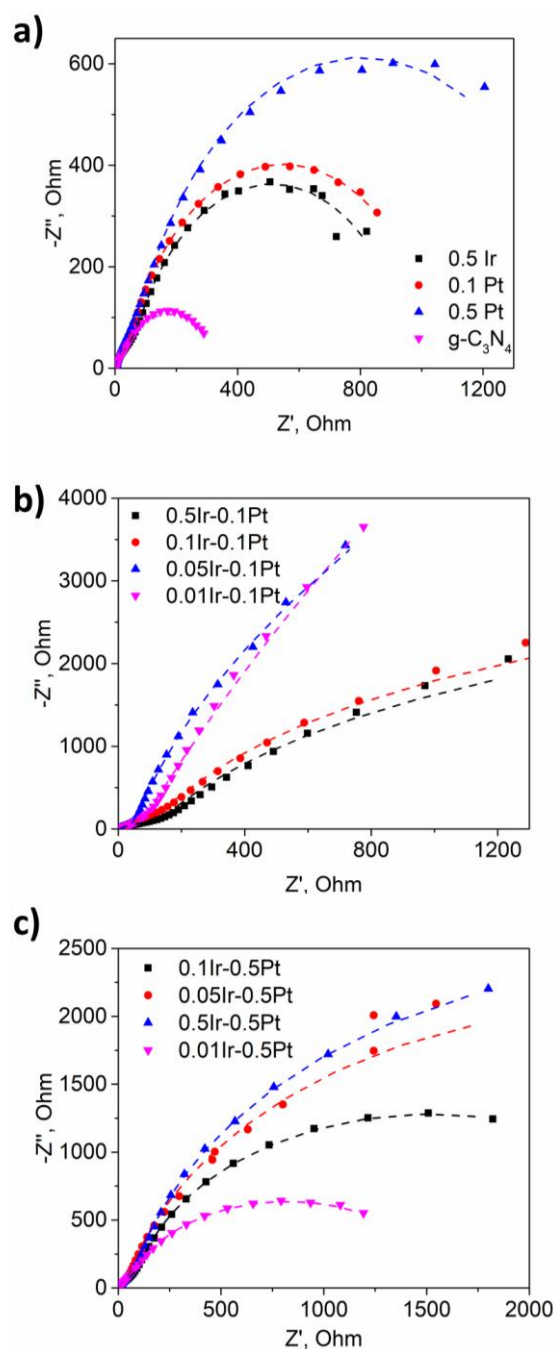 a)
600
400
200
0
-Z", Ohm
0.5 Ir
0.1 Pt
0.5 Pt
g-C₃N₄
0 400 800 1200
Z', Ohm
b)
4000
3000
2000
1000
0
-Z", Ohm
0.5Ir-0.1Pt
0.1Ir-0.1Pt
0.05Ir-0.1Pt
0.01Ir-0.1Pt
0 400 800 1200
Z', Ohm
c)
2500
2000
1500
1000
500
0
-Z", Ohm
0.1Ir-0.5Pt
0.05Ir-0.5Pt
0.5Ir-0.5Pt
0.01Ir-0.5Pt
0 500 1000 1500 2000
Z', Ohm